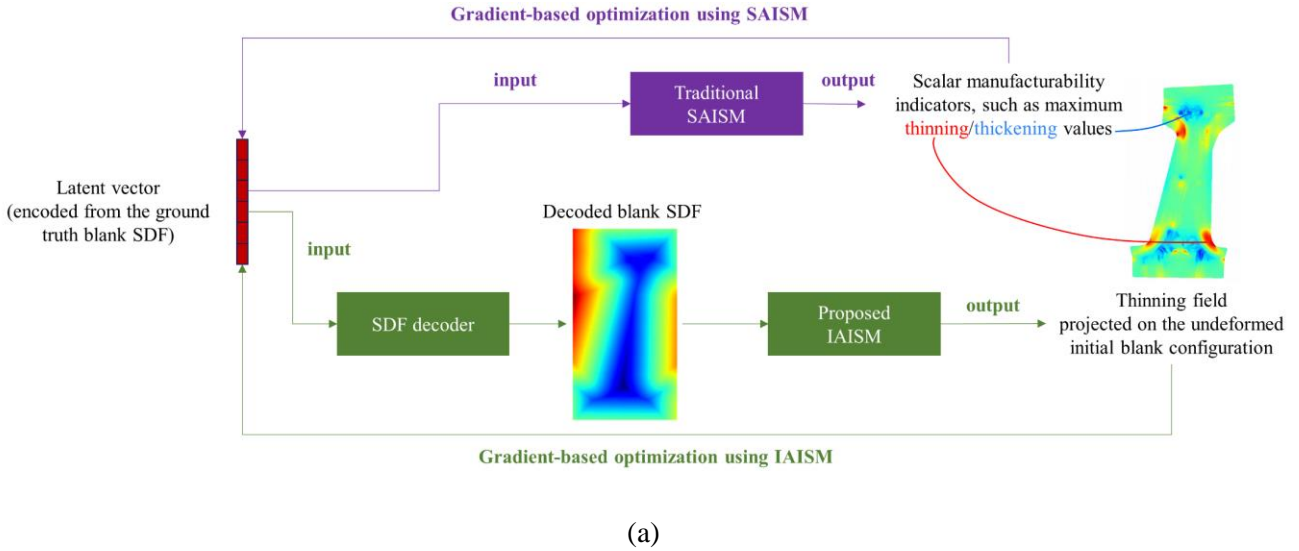 Gradient-based optimization using SAISM
input
Traditional
SAISM
output
Scalar manufacturability
indicators, such as maximum
thinning/thickening values
Latent vector
(encoded from the ground
truth blank SDF)
input
SDF decoder
Decoded blank SDF
Proposed
IAISM
output
Thinning field
projected on the undeformed
initial blank configuration
Gradient-based optimization using IAISM
(a)